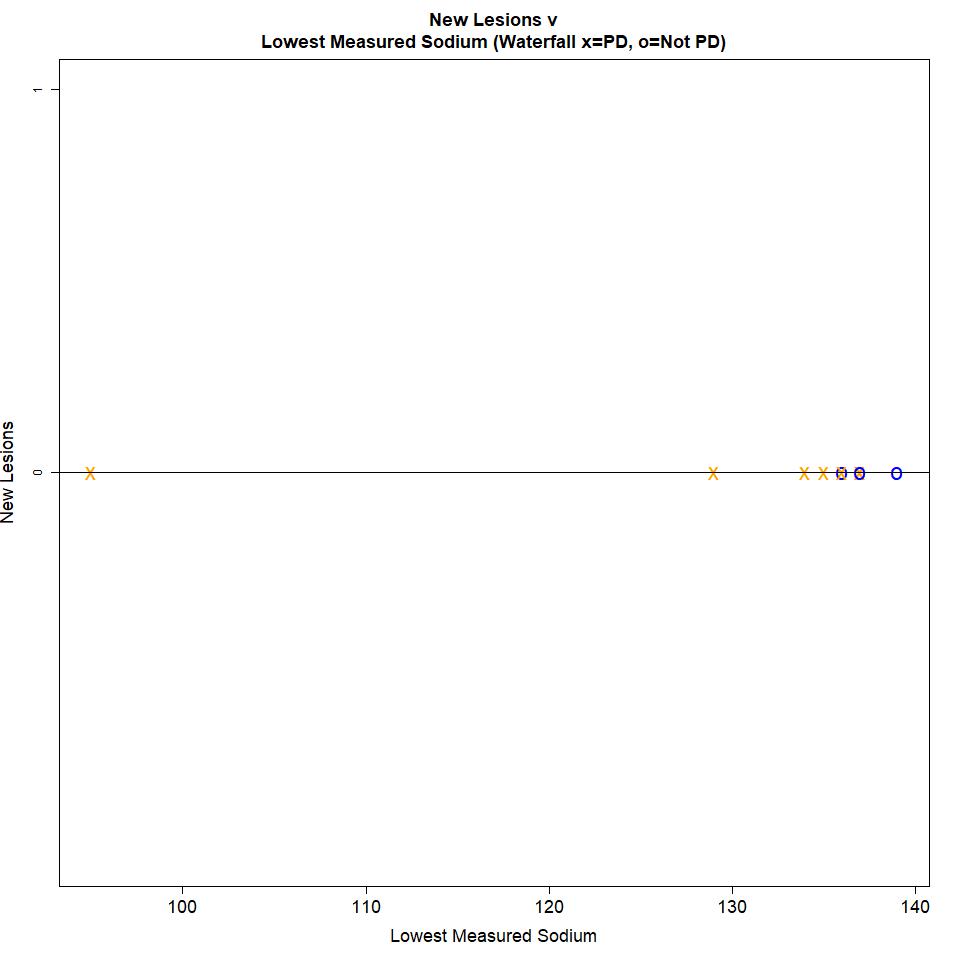 New Lesions v
Lowest Measured Sodium (Waterfall x=PD, o=Not PD)
1
0
New Lesions
x x x x x o x o o
100 110 120 130 140
Lowest Measured Sodium